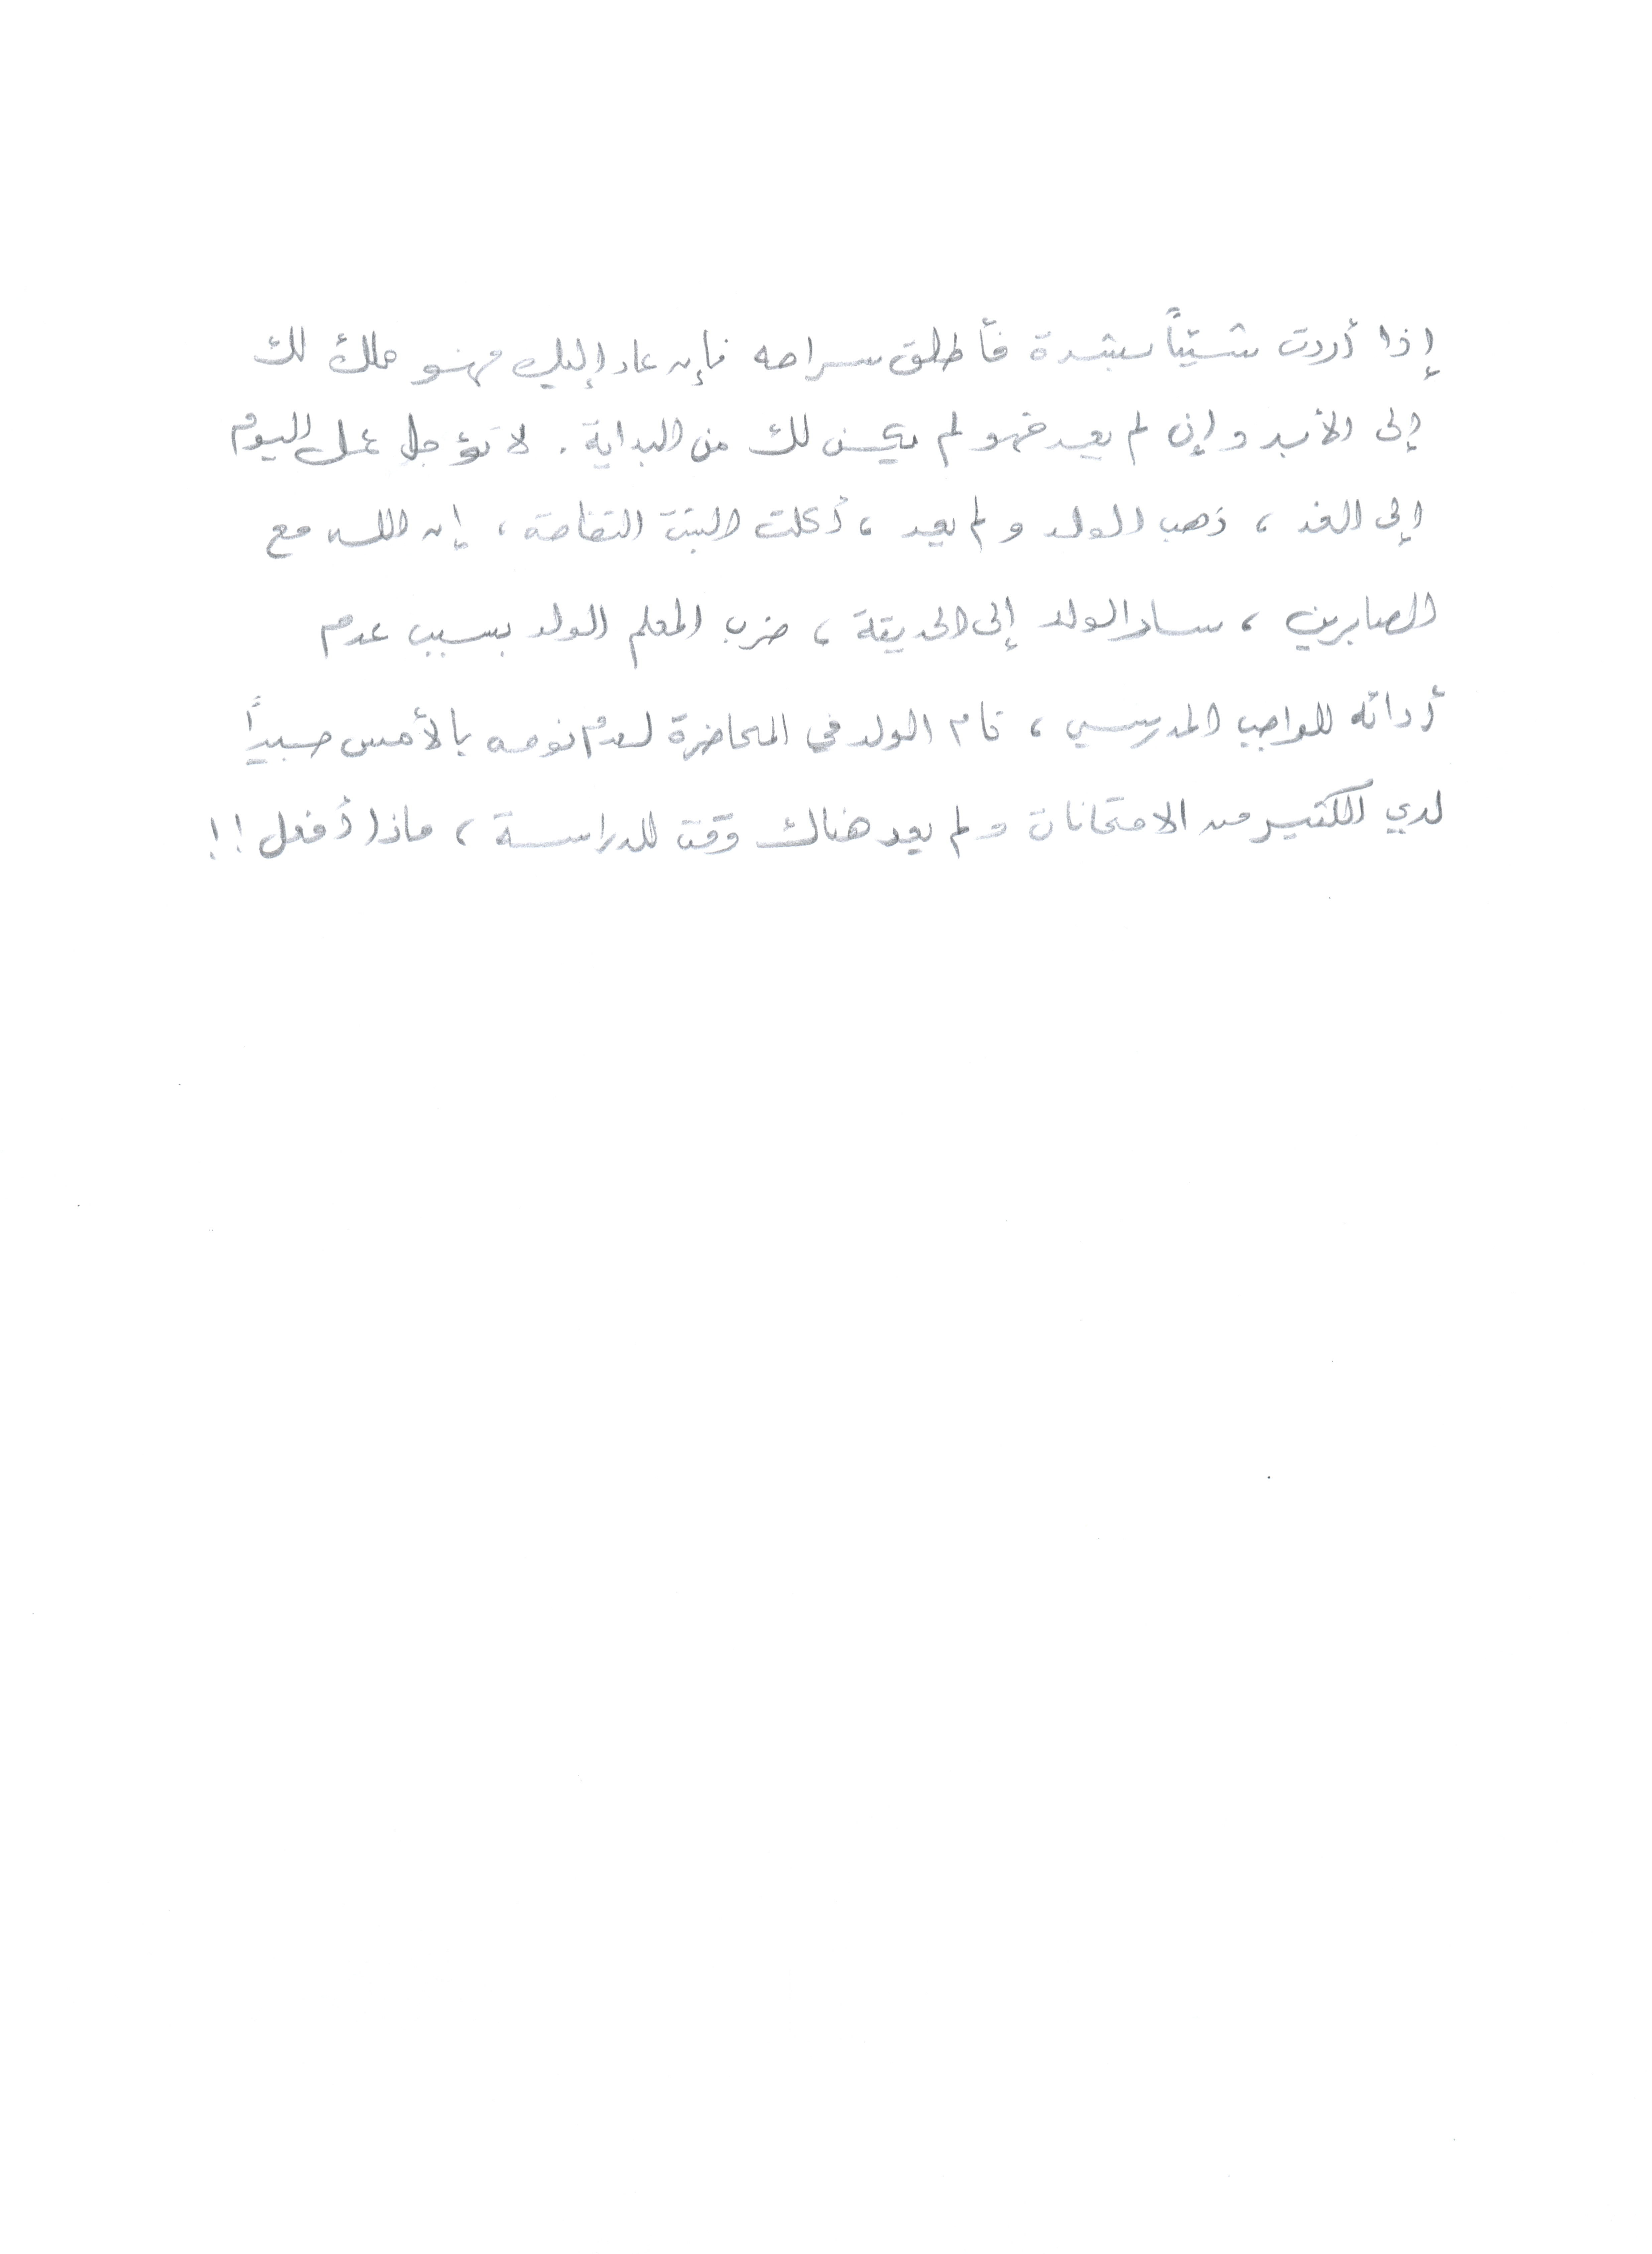 إذا أردت شيئاً بشدة فأطلق سراحه فإن عاد إليك فهو ملك لك
إلى الأبد وإن لم يعد فهو لم يكن لك من البداية. لا تؤجل عمل اليوم
إلى الغد ، ذهب الولد ولم يعد ، أكلت البنت التفاحة ، إن الله مع
الصابرين ، سار الولد إلى الحديقة ، ضرب المعلم الولد بسبب عدم
أدائه للواجب المدرسي ، نام الولد في المحاضرة لعدم نومه بالأمس جيداً
لدي الكثير من الامتحانات ولم يعد هناك وقت للدراسة ، ماذا أفعل !!